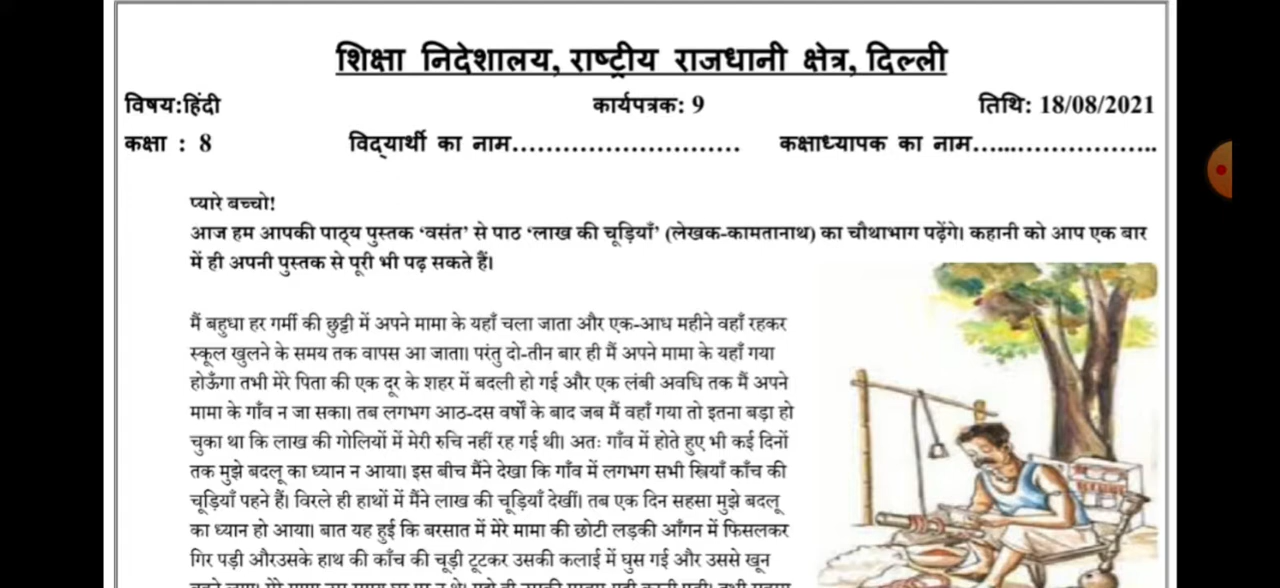 शिक्षा निदेशालय, राष्ट्रीय राजधानी क्षेत्र, दिल्ली
विषय:हिंदी कार्यपत्रक: 9 तिथि: 18/08/2021
कक्षा : 8 विद्यार्थी का नाम.......................... कक्षाध्यापक का नाम.....................
प्यारे बच्चो!
आज हम आपकी पाठ्य पुस्तक ‘वसंत’ से पाठ ‘लाख की चूड़ियाँ’ (लेखक-कामतानाथ) का चौथाभाग पढ़ेंगे। कहानी को आप एक बार
में ही अपनी पुस्तक से पूरी भी पढ़ सकते हैं।
मैं बहुधा हर गर्मी की छुट्टी में अपने मामा के यहाँ चला जाता और एक-आध महीने वहाँ रहकर
स्कूल खुलने के समय तक वापस आ जाता। परंतु दो-तीन बार ही मैं अपने मामा के यहाँ गया
होऊँगा तभी मेरे पिता की एक दूर के शहर में बदली हो गई और एक लंबी अवधि तक मैं अपने
मामा के गाँव न जा सका। तब लगभग आठ-दस वर्षों के बाद जब मैं वहाँ गया तो इतना बड़ा हो
चुका था कि लाख की गोलियों में मेरी रुचि नहीं रह गई थी। अतः गाँव में होते हुए भी कई दिनों
तक मुझे बदलू का ध्यान न आया। इस बीच मैंने देखा कि गाँव में लगभग सभी स्त्रियाँ काँच की
चूड़ियाँ पहने हैं। विरले ही हाथों में मैंने लाख की चूड़ियाँ देखीं। तब एक दिन सहसा मुझे बदलू
का ध्यान हो आया। बात यह हुई कि बरसात में मेरे मामा की छोटी लड़की आँगन में फिसलकर
गिर पड़ी औरउसके हाथ की काँच की चूड़ी टूटकर उसकी कलाई में घुस गई और उससे खून